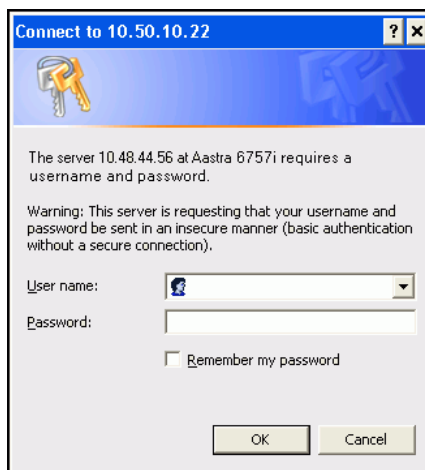 Connect to 10.50.10.22
The server 10.48.44.56 at Aastra 6757i requires a
username and password.
Warning: This server is requesting that your username and
password be sent in an insecure manner (basic authentication
without a secure connection).
User name:
Password:
Remember my password
OK Cancel